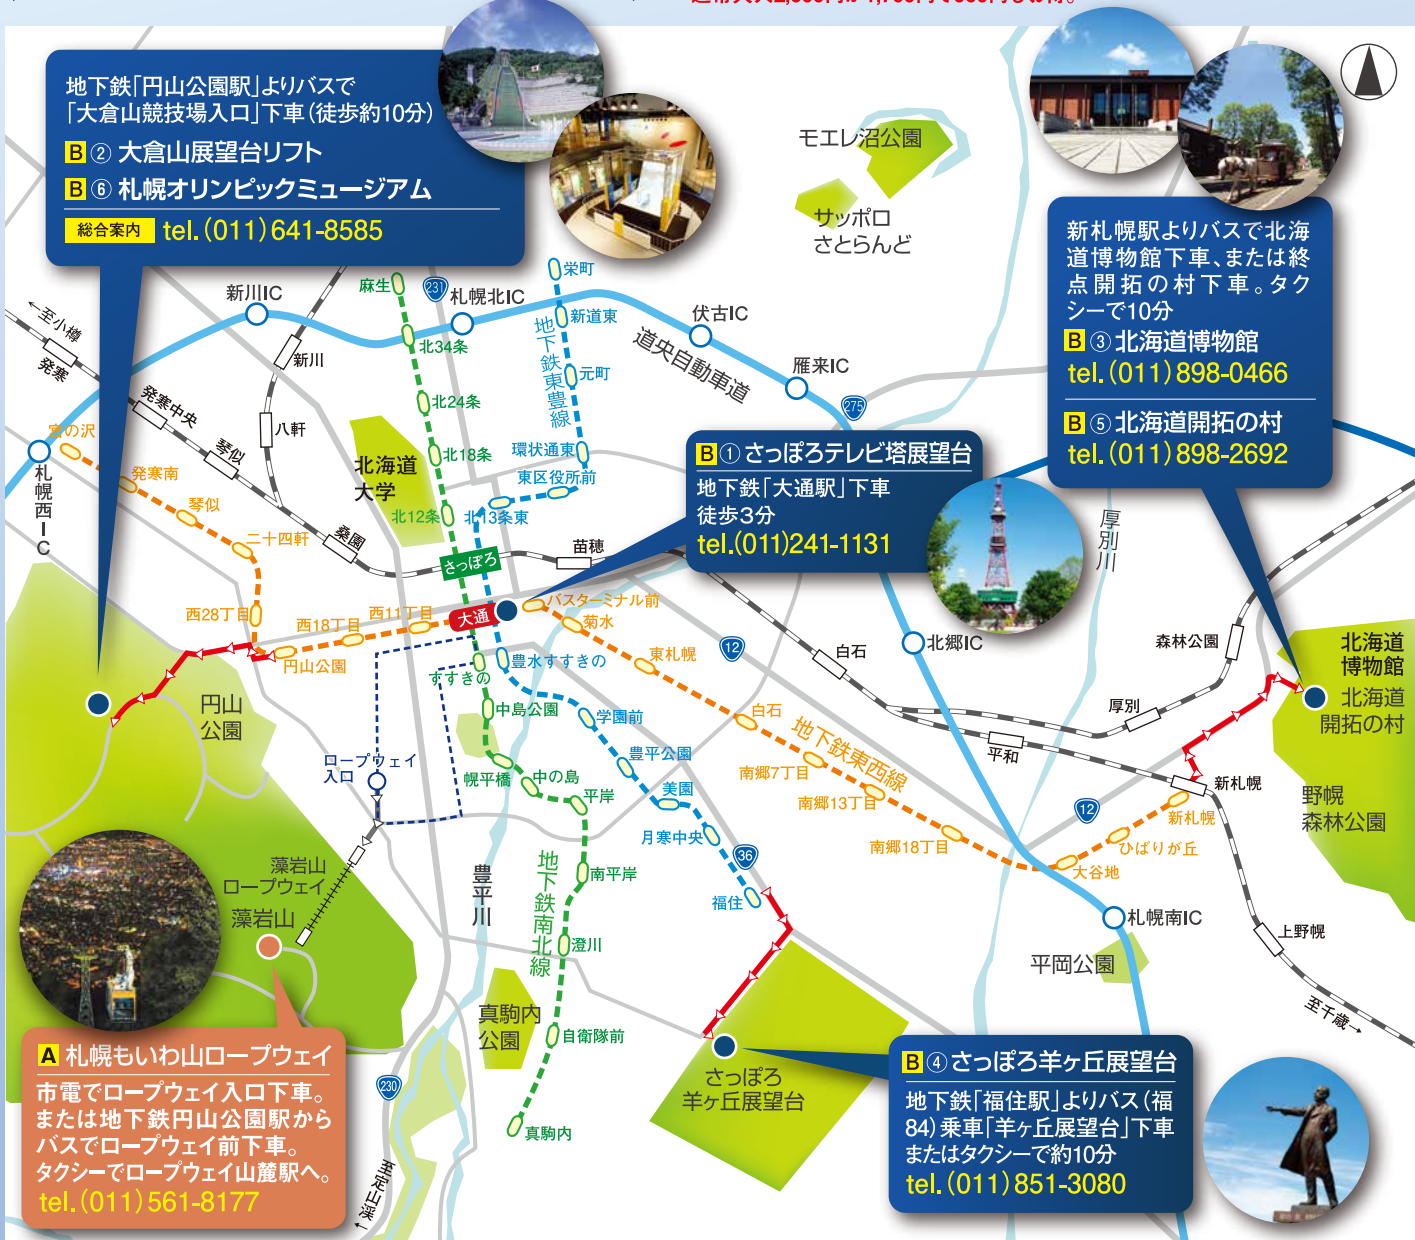 地下鉄「円山公園駅」よりバスで
「大倉山競技場入口」下車(徒歩約10分)
B ② 大倉山展望台リフト
B ⑥ 札幌オリンピックミュージアム
総合案内 tel.(011)641-8585
モエレ沼公園
サッポロ
さとらんど
新札幌駅よりバスで北海
道博物館下車、または終
点開拓の村下車。タク
シーで10分
B ③ 北海道博物館
tel.(011)898-0466
B ⑤ 北海道開拓の村
tel.(011)898-2692
栄町
麻生
231
札幌北IC
新川IC
新道東
伏古IC
←至小樽
発寒
新川
北34条
地下鉄東豊線
道央自動車道
雁来IC
元町
275
発寒中央
北24条
八軒
宮の沢
琴似
北18条
環状通東
札幌西IC
発寒南
北海道
大学
東区役所前
琴似
北12条
北13条東
二十四軒
桑園
さっぽろ
苗穂
B ① さっぽろテレビ塔展望台
地下鉄「大通駅」下車
徒歩3分
tel.(011)241-1131
厚別川
西28丁目
西18丁目
西11丁目
大通
バスターミナル前
菊水
12
北郷IC
森林公園
北海道
博物館
北海道
開拓の村
円山公園
すすきの
豊水すすきの
東札幌
白石
円山
公園
中島公園
学園前
白石
地下鉄東西線
厚別
平和
ロープウェイ
入口
幌平橋
中の島
豊平公園
南郷7丁目
新札幌
平岸
美園
南郷13丁目
12
新札幌
野幌
森林公園
月寒中央
36
南郷18丁目
ひばりが丘
大谷地
藻岩山
ロープウェイ
豊平川
地下鉄南北線
南平岸
福住
藻岩山
澄川
札幌南IC
上野幌
平岡公園
至千歳→
真駒内
公園
自衛隊前
さっぽろ
羊ヶ丘展望台
A 札幌もいわ山ロープウェイ
市電でロープウェイ入口下車。
または地下鉄円山公園駅から
バスでロープウェイ前下車。
タクシーでロープウェイ山麓駅へ。
tel.(011)561-8177
230
真駒内
←至定山渓
B ④ さっぽろ羊ヶ丘展望台
地下鉄「福住駅」よりバス(福
84)乗車「羊ヶ丘展望台」下車
またはタクシーで約10分
tel.(011)851-3080